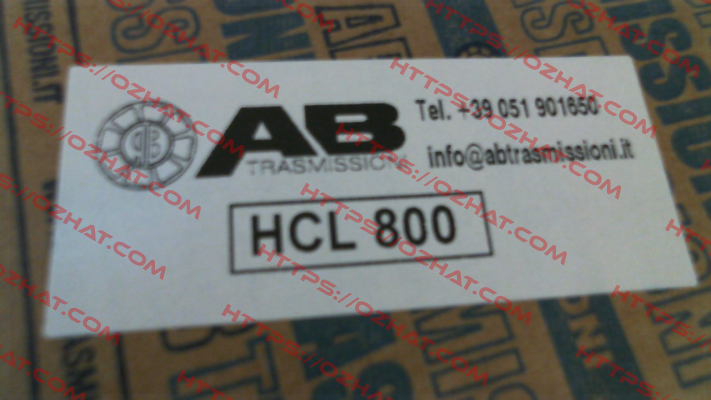 AB
TRASMISSIONI
Tel. +39 051 901650
info@abtrasmissioni.it
HCL 800
HTTPS://OZHAT.COM